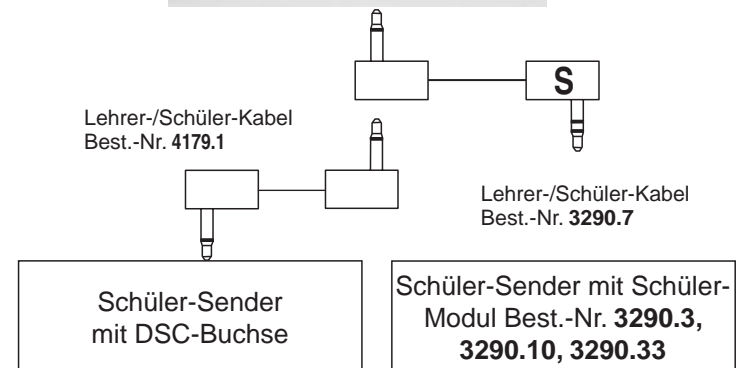 S
Lehrer-/Schüler-Kabel
Best.-Nr. 4179.1
Lehrer-/Schüler-Kabel
Best.-Nr. 3290.7
Schüler-Sender
mit DSC-Buchse
Schüler-Sender mit Schüler-
Modul Best.-Nr. 3290.3,
3290.10, 3290.33